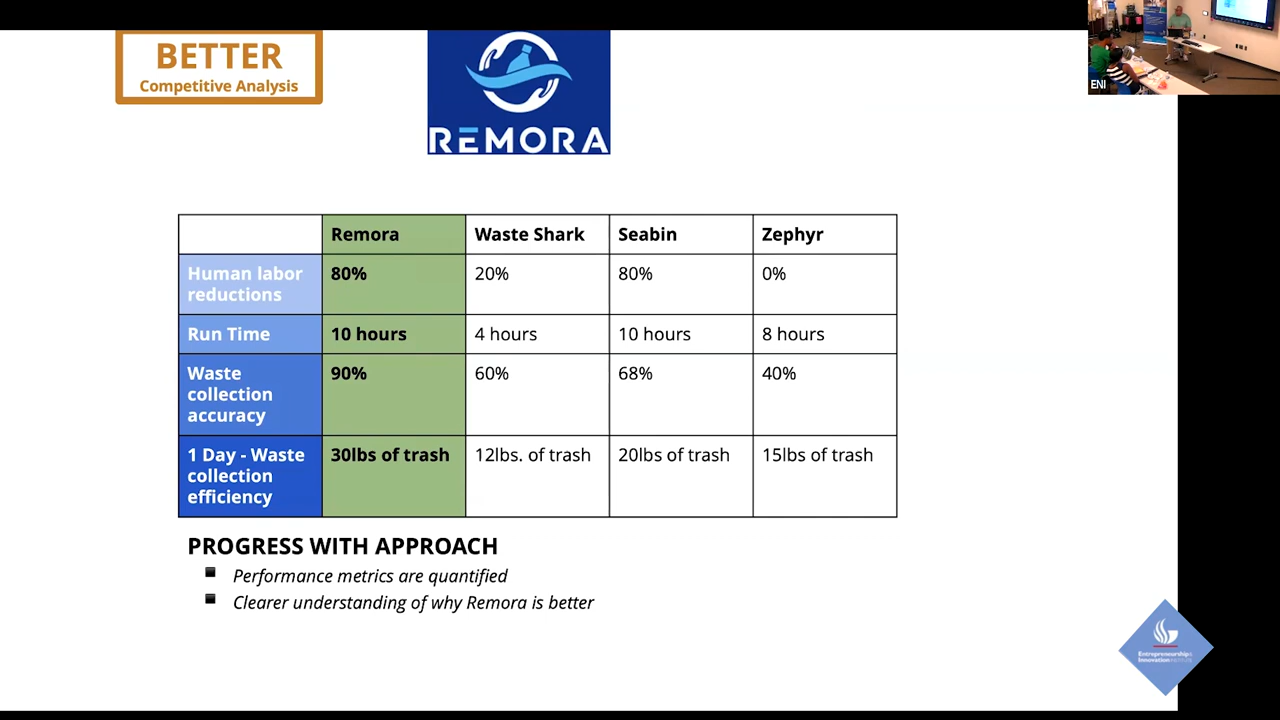 BETTER
Competitive Analysis
REMORA
ENI
Remora
Waste Shark
Seabin
Zephyr
Human labor
reductions
80%
20%
80%
0%
Run Time
10 hours
4 hours
10 hours
8 hours
Waste
collection
accuracy
90%
60%
68%
40%
1 Day - Waste
collection
efficiency
30lbs of trash
12lbs. of trash
20lbs of trash
15lbs of trash
PROGRESS WITH APPROACH
Performance metrics are quantified
Clearer understanding of why Remora is better
Entrepreneurship&
Innovation